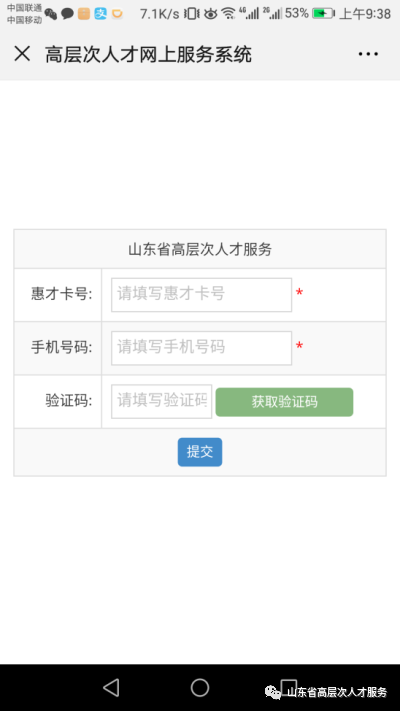 中国联通
中国移动
7.1K/s
4G
2G
53%
上午9:38
高层次人才网上服务系统
山东省高层次人才服务
惠才卡号:
请填写惠才卡号
*
手机号码:
请填写手机号码
*
验证码:
请填写验证码
获取验证码
提交
山东省高层次人才服务